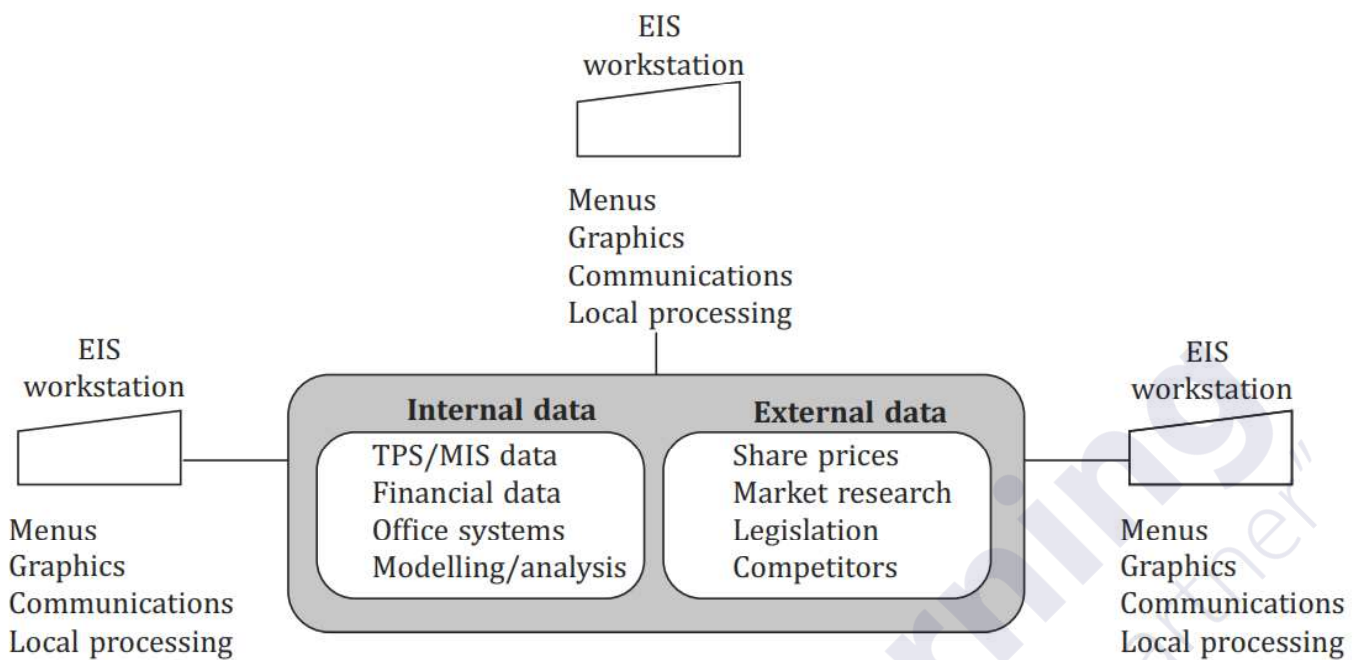 EIS
workstation
Menus
Graphics
Communications
Local processing
EIS
workstation
Menus
Graphics
Communications
Local processing
Internal data
TPS/MIS data
Financial data
Office systems
Modelling/analysis
External data
Share prices
Market research
Legislation
Competitors
EIS
workstation
Menus
Graphics
Communications
Local processing